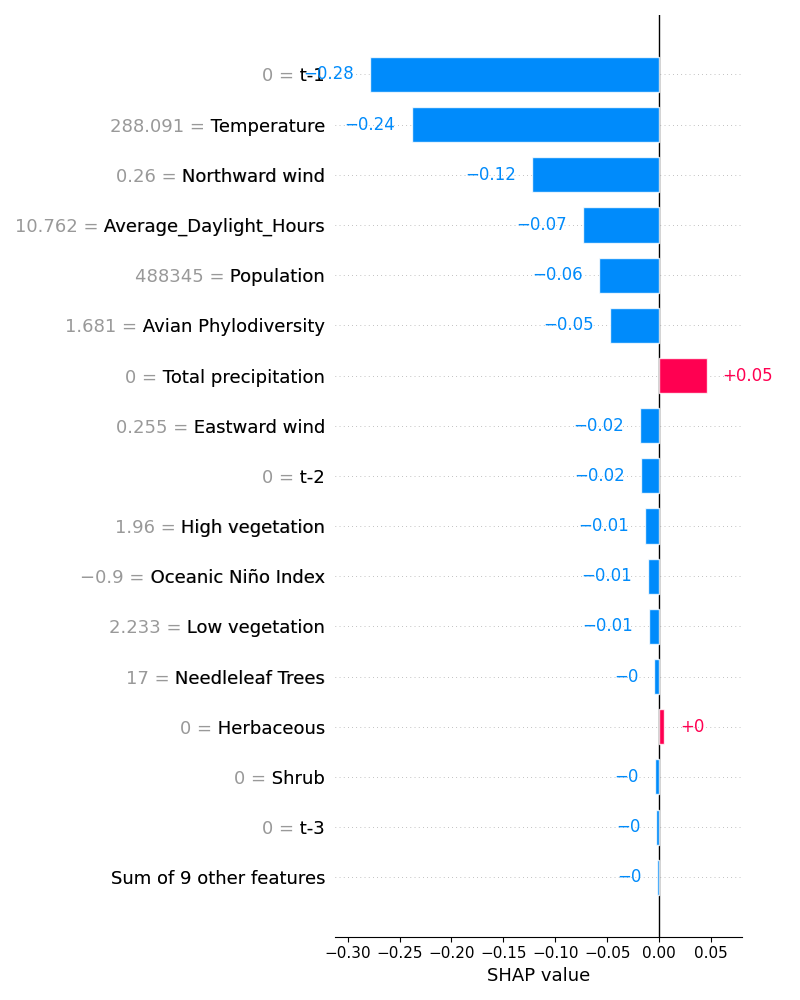 0 = t-1 −0.28
288.091 = Temperature −0.24
0.26 = Northward wind −0.12
10.762 = Average_Daylight_Hours −0.07
488345 = Population −0.06
1.681 = Avian Phylodiversity −0.05
0 = Total precipitation +0.05
0.255 = Eastward wind −0.02
0 = t-2 −0.02
1.96 = High vegetation −0.01
−0.9 = Oceanic Niño Index −0.01
2.233 = Low vegetation −0.01
17 = Needleleaf Trees −0
0 = Herbaceous +0
0 = Shrub −0
0 = t-3 −0
Sum of 9 other features −0
−0.30 −0.25 −0.20 −0.15 −0.10 −0.05 0.00 0.05
SHAP value